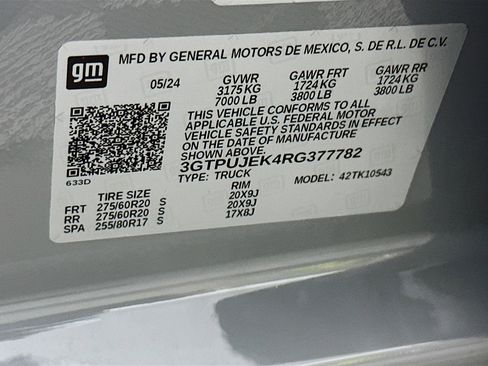 gm
MFD BY GENERAL MOTORS DE MEXICO, S. DE R.L. DE C.V.
05/24 GVWR GAWR FRT GAWR RR
3175 KG 1724 KG 1724 KG
7000 LB 3800 LB 3800 LB
THIS VEHICLE CONFORMS TO ALL
APPLICABLE U.S. FEDERAL MOTOR
VEHICLE SAFETY STANDARDS IN EFFECT
ON THE DATE OF MANUFACTURE
SHOWN ABOVE.
3GTPUJEK4RG377782
633D TYPE: TRUCK MODEL: 42TK10543
TIRE SIZE RIM
FRT 275/60R20 S 20X9J
RR 275/60R20 S 20X9J
SPA 255/80R17 S 17X8J